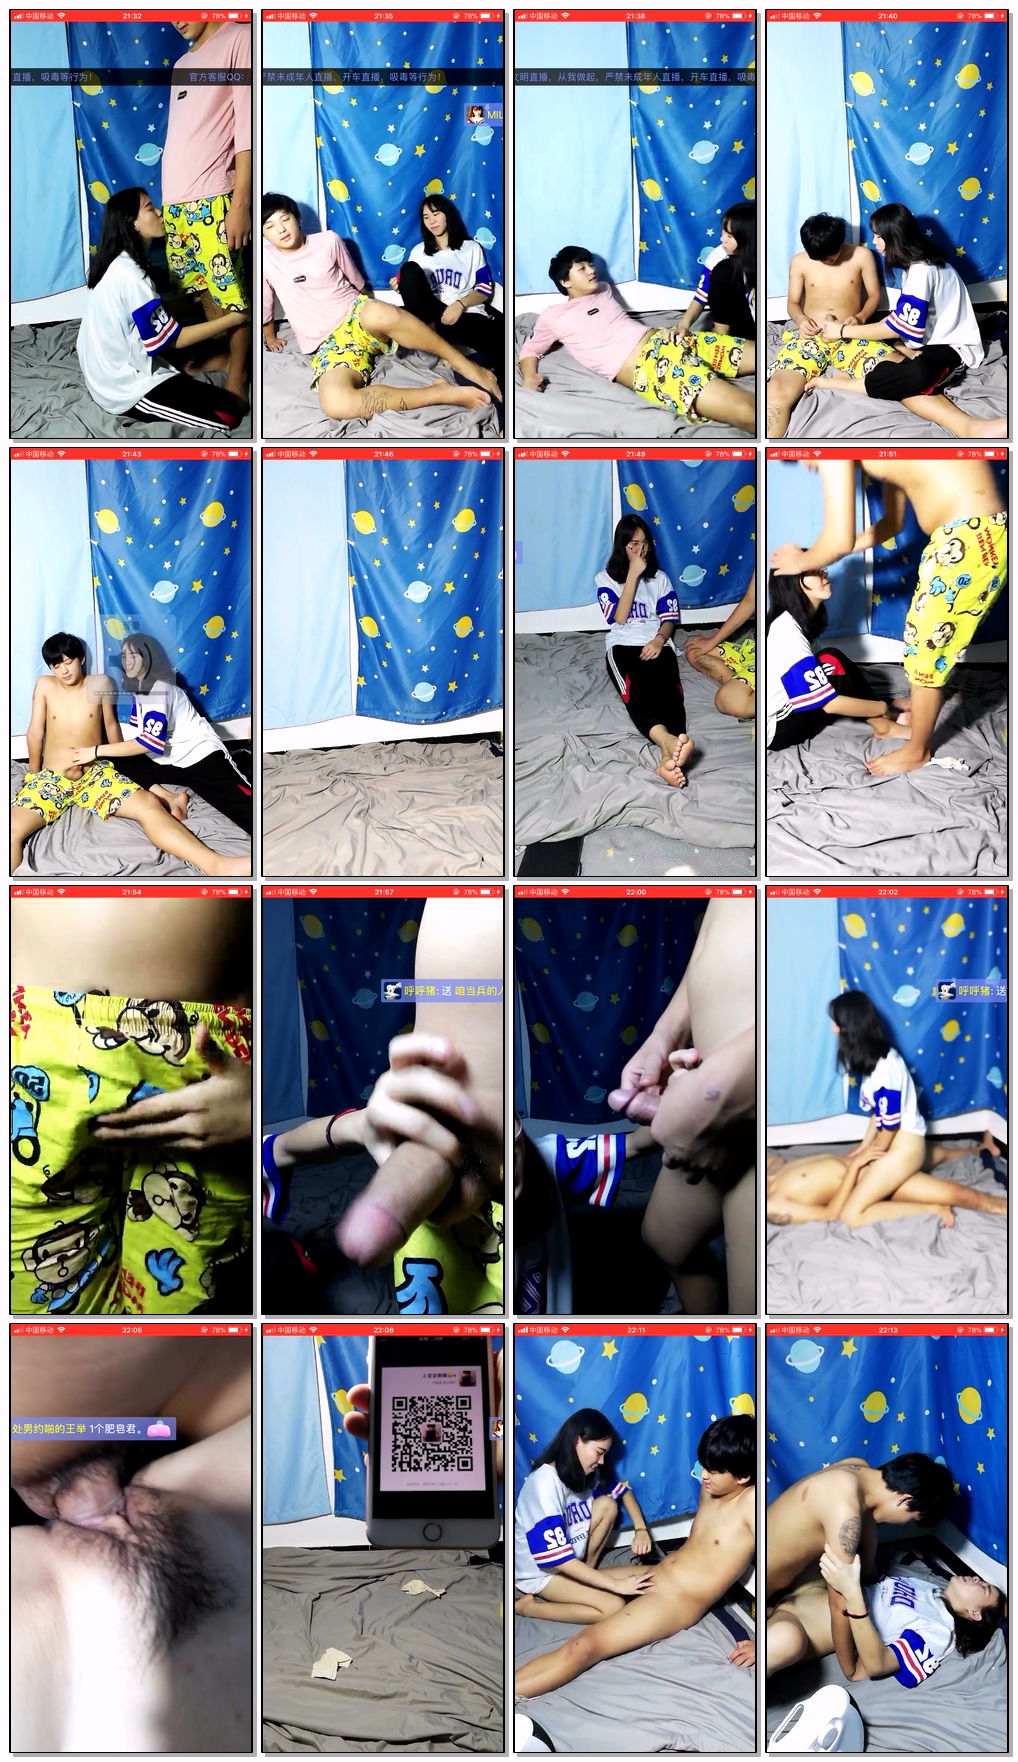 中国移动 21:32 78%
直播，吸毒等行为！ 官方客服QQ:
中国移动 21:35 78%
严禁未成年人直播，开车直播，吸毒等行为！
MIL
中国移动 21:38 78%
文明直播，从我做起，严禁未成年人直播，开车直播，吸毒
中国移动 21:40 78%
中国移动 21:43 78%
中国移动 21:46 78%
中国移动 21:49 78%
中国移动 21:51 78%
中国移动 21:54 78%
中国移动 21:57 78%
呼呼猪: 送 咱当兵的人
中国移动 22:00 78%
中国移动 22:02 78%
呼呼猪: 送
中国移动 22:05 78%
处男约啪的王举 1个肥皂君。
中国移动 22:08 78%
中国移动 22:11 78%
中国移动 22:13 78%